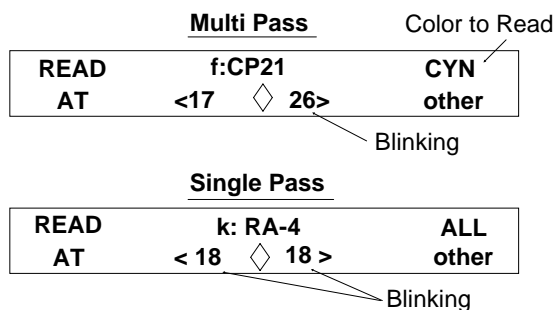 Multi Pass
Color to Read
READ f:CP21 CYN
AT <17 ◇ 26> other
Blinking
Single Pass
READ k: RA-4 ALL
AT < 18 ◇ 18 > other
Blinking